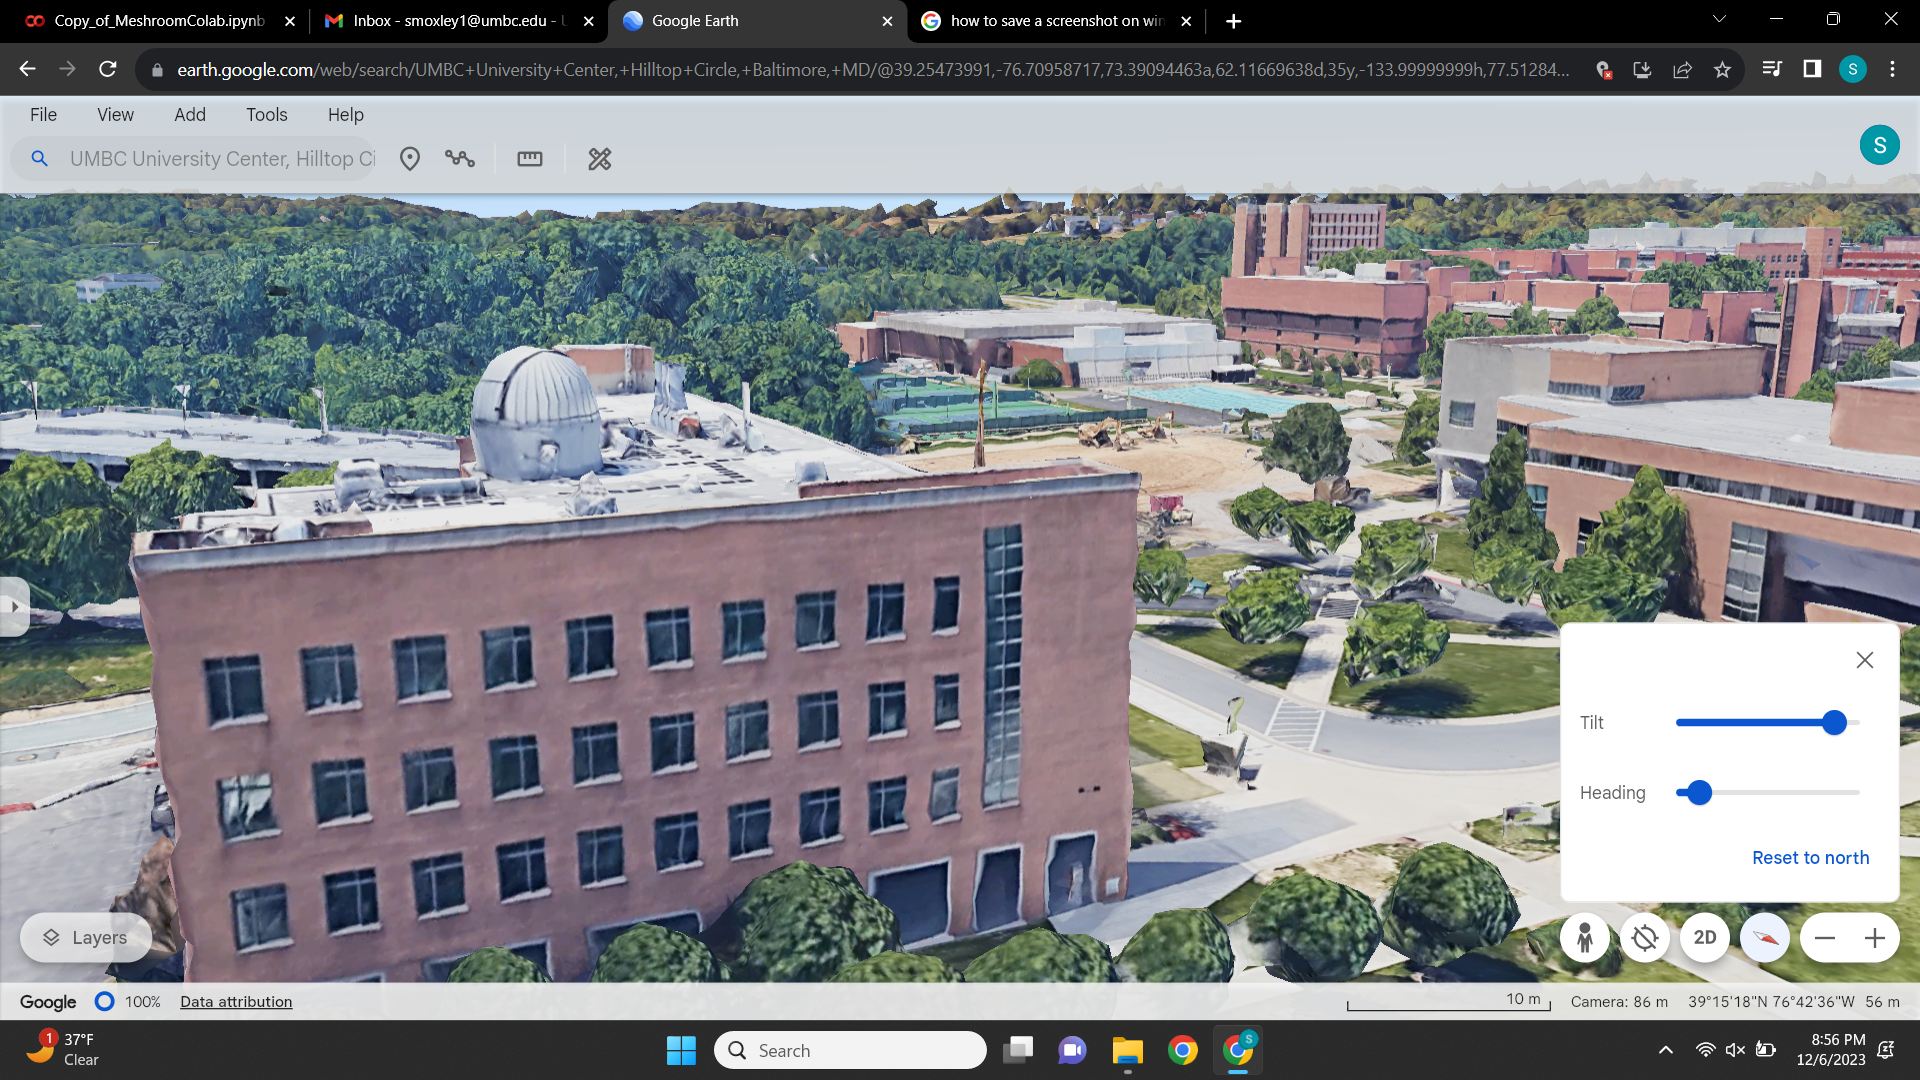 Copy_of_MeshroomColab.ipynb
Inbox - smoxley1@umbc.edu - U
Google Earth
how to save a screenshot on win
earth.google.com/web/search/UMBC+University+Center,+Hilltop+Circle,+Baltimore,+MD/@39.25473991,-76.70958717,73.39094463a,62.11669638d,35y,-133.99999999h,77.51284...
S
File View Add Tools Help
UMBC University Center, Hilltop Ci
S
Tilt
Heading
Reset to north
Layers
2D
Google 100% Data attribution
10 m
Camera: 86 m 39°15'18"N 76°42'36"W 56 m
1
37°F
Clear
Search
S
8:56 PM
12/6/2023